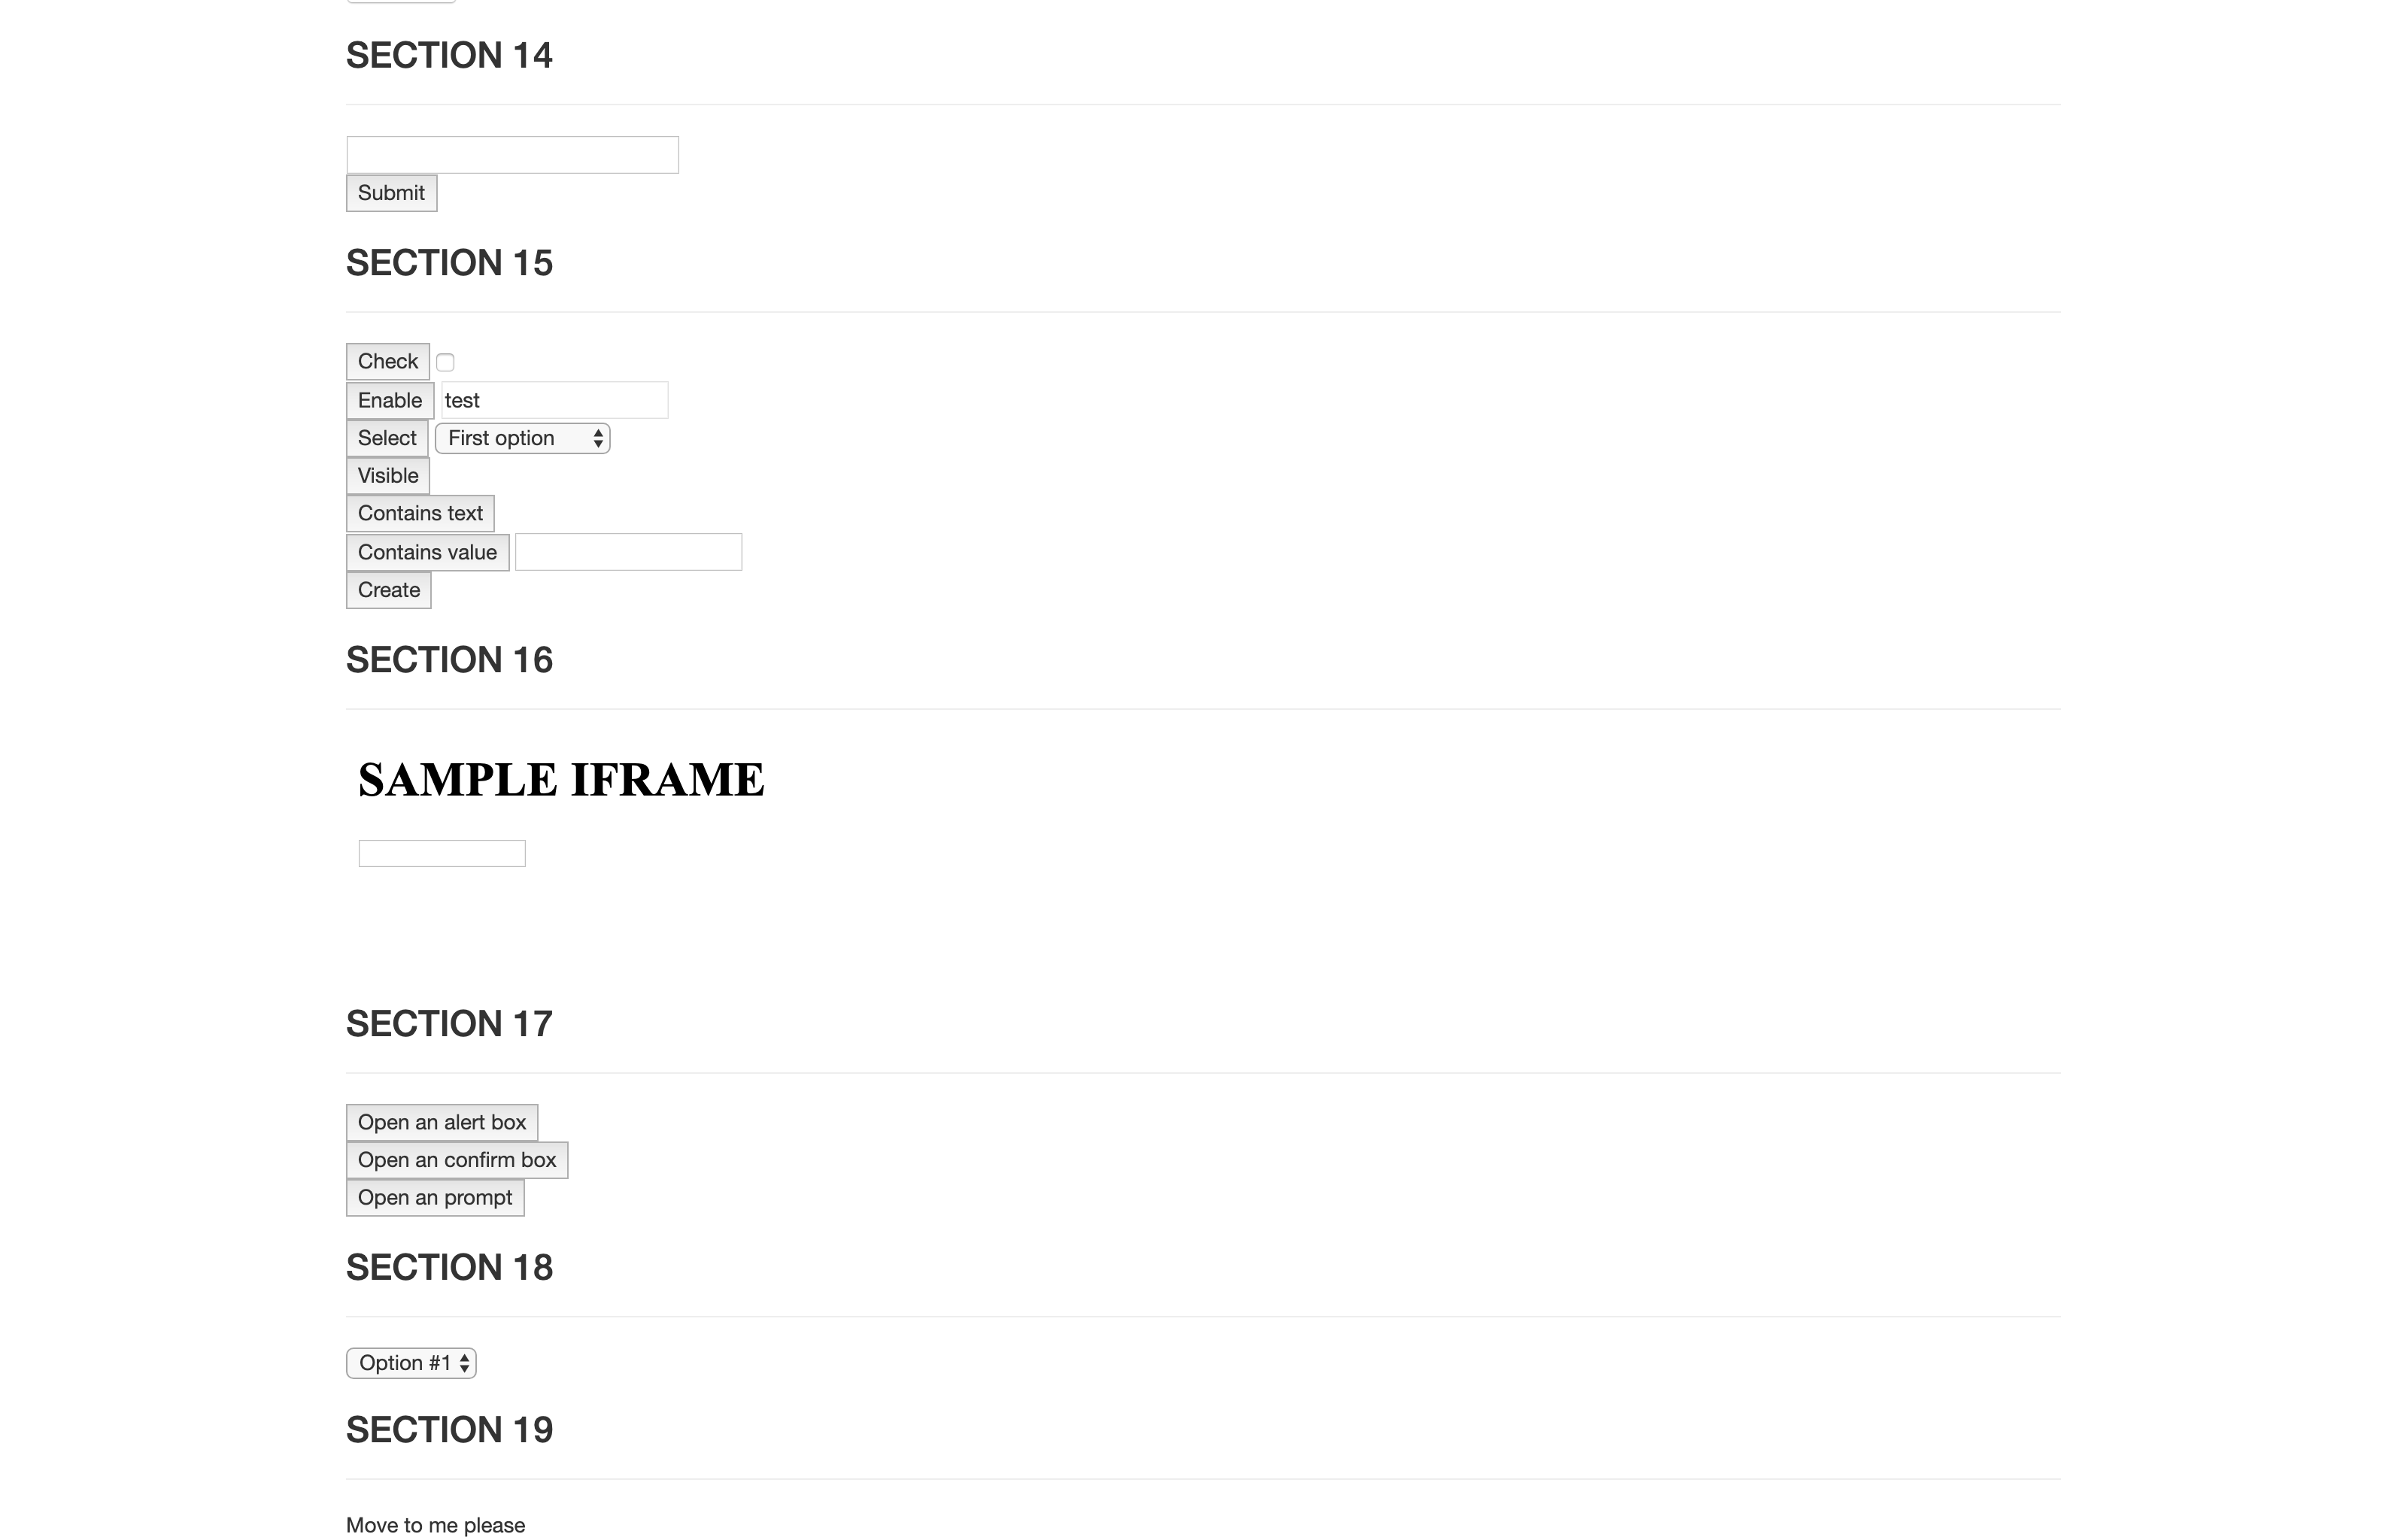 SECTION 14
Submit
SECTION 15
Check
Enable test
Select First option
Visible
Contains text
Contains value
Create
SECTION 16
SAMPLE IFRAME
SECTION 17
Open an alert box
Open an confirm box
Open an prompt
SECTION 18
Option #1
SECTION 19
Move to me please